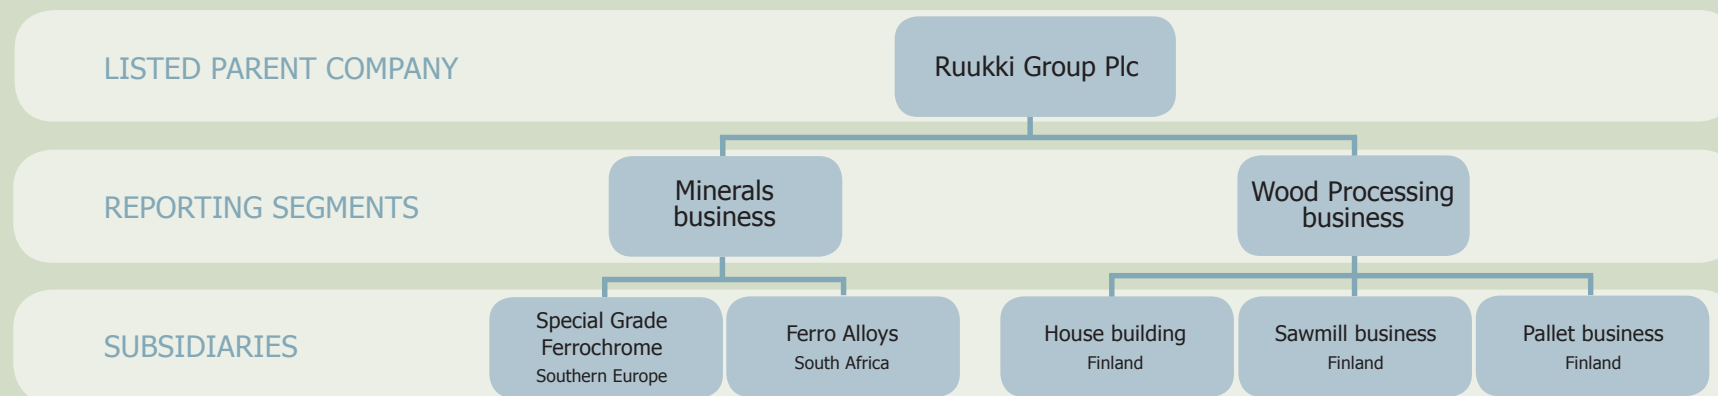 LISTED PARENT COMPANY
Ruukki Group Plc
REPORTING SEGMENTS
Minerals
business
Wood Processing
business
SUBSIDIARIES
Special Grade
Ferrochrome
Southern Europe
Ferro Alloys
South Africa
House building
Finland
Sawmill business
Finland
Pallet business
Finland